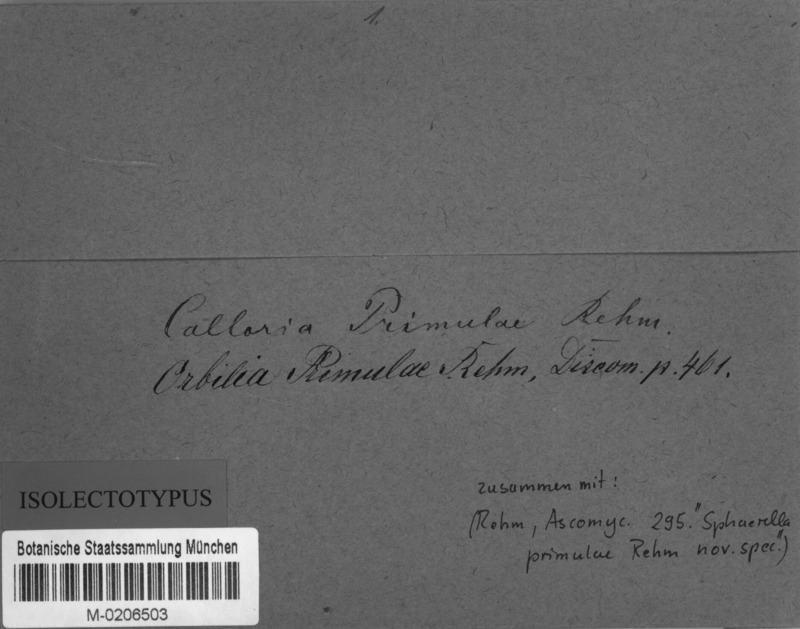 1.
Calloria Primulae Rehm.
Orbilia Primulae Rehm, Discom. p. 461.
zusammen mit:
(Rehm, Ascomyc. 295. "Sphaerella
primulae Rehm nov. spec.")
ISOLECTOTYPUS
Botanische Staatssammlung München
M-0206503